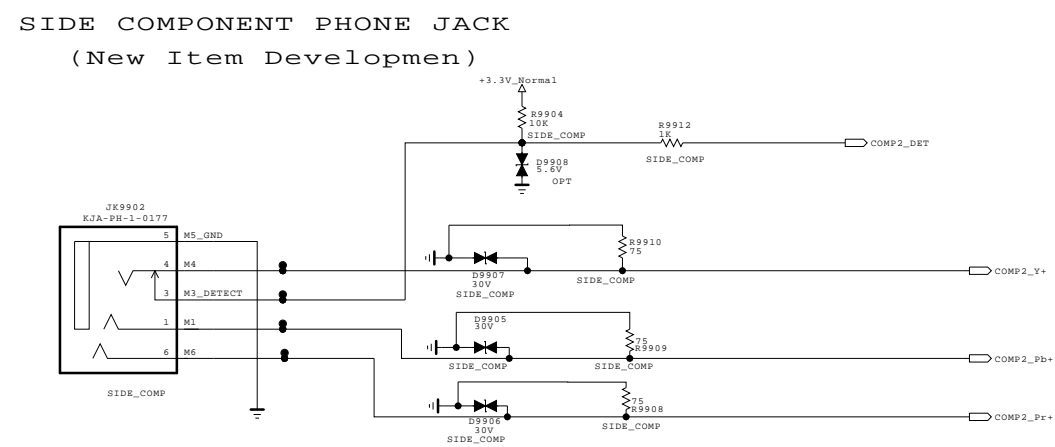 SIDE COMPONENT PHONE JACK
(New Item Developmen)
+3.3V_Normal
R9904
10K
SIDE_COMP
R9912
1K
SIDE_COMP
COMP2_DET
D9908
5.6V
OPT
JK9902
KJA-PH-1-0177
5 M5_GND
4 M4
3 M3_DETECT
1 M1
6 M6
SIDE_COMP
R9910
75
SIDE_COMP
D9907
30V
SIDE_COMP
COMP2_Y+
D9905
30V
SIDE_COMP
75
R9909
SIDE_COMP
COMP2_Pb+
D9906
30V
SIDE_COMP
75
R9908
SIDE_COMP
COMP2_Pr+